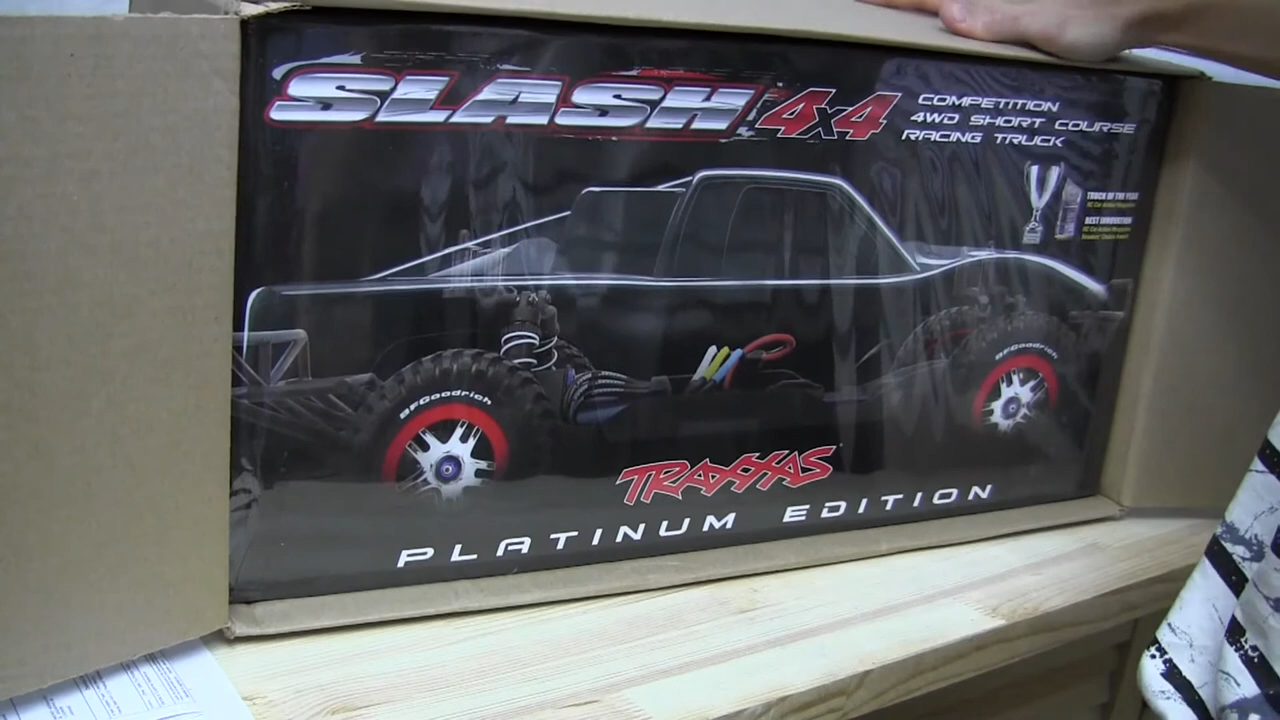 SLASH 4x4
COMPETITION
4WD SHORT COURSE
RACING TRUCK
TRUCK OF THE YEAR
BEST INNOVATION
BFGoodrich
BFGoodrich
TRAXXAS
PLATINUM EDITION